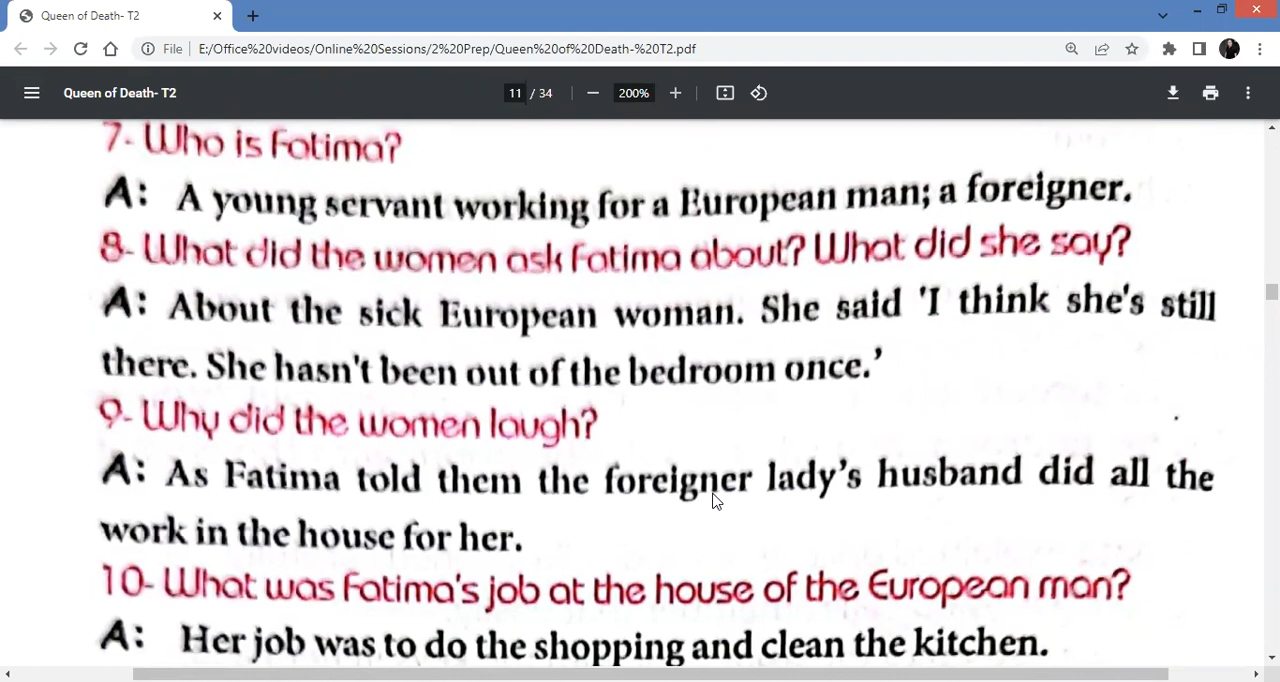 Queen of Death- T2
File E:/Office%20videos/Online%20Sessions/2%20Prep/Queen%20of%20Death-%20T2.pdf
Queen of Death- T2 11 / 34 200%
7- Who is Fatima?
A: A young servant working for a European man; a foreigner.
8- What did the women ask Fatima about? What did she say?
A: About the sick European woman. She said 'I think she's still
there. She hasn't been out of the bedroom once.'
9- Why did the women laugh?
A: As Fatima told them the foreigner lady's husband did all the
work in the house for her.
10- What was Fatima's job at the house of the European man?
A: Her job was to do the shopping and clean the kitchen.